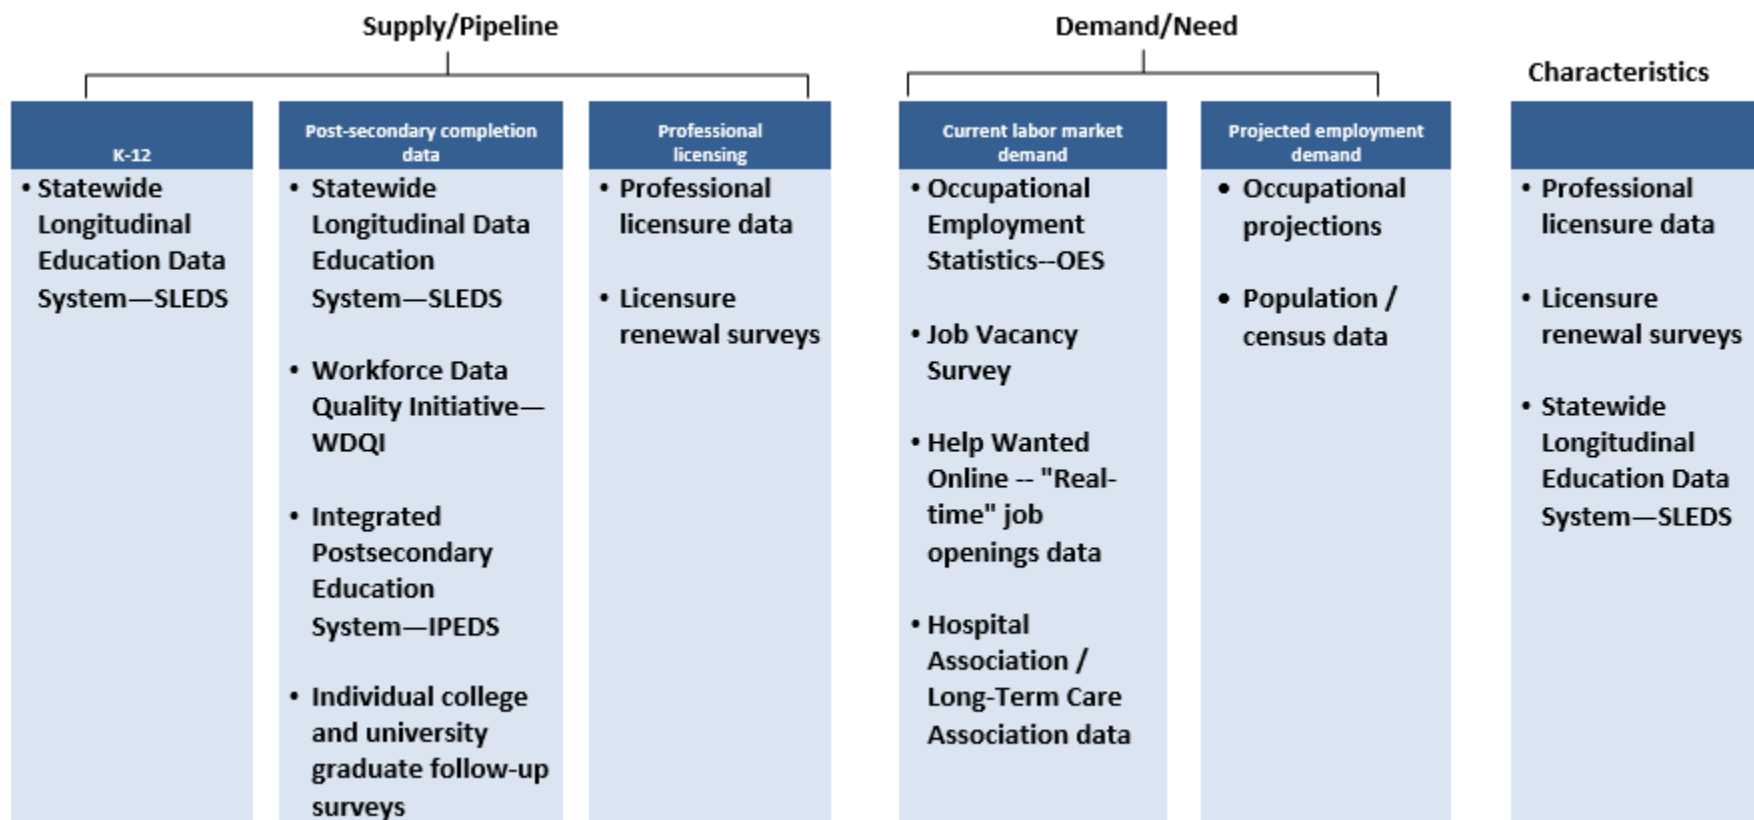 Supply/Pipeline
Demand/Need
Characteristics
K-12
• Statewide
Longitudinal
Education Data
System—SLEDS
Post-secondary completion
data
• Statewide
Longitudinal Data
Education
System—SLEDS
• Workforce Data
Quality Initiative—
WDQI
• Integrated
Postsecondary
Education
System—IPEDS
• Individual college
and university
graduate follow-up
surveys
Professional
licensing
• Professional
licensure data
• Licensure
renewal surveys
Current labor market
demand
• Occupational
Employment
Statistics--OES
• Job Vacancy
Survey
• Help Wanted
Online -- "Real-
time" job
openings data
• Hospital
Association /
Long-Term Care
Association data
Projected employment
demand
• Occupational
projections
• Population /
census data
• Professional
licensure data
• Licensure
renewal surveys
• Statewide
Longitudinal
Education Data
System—SLEDS